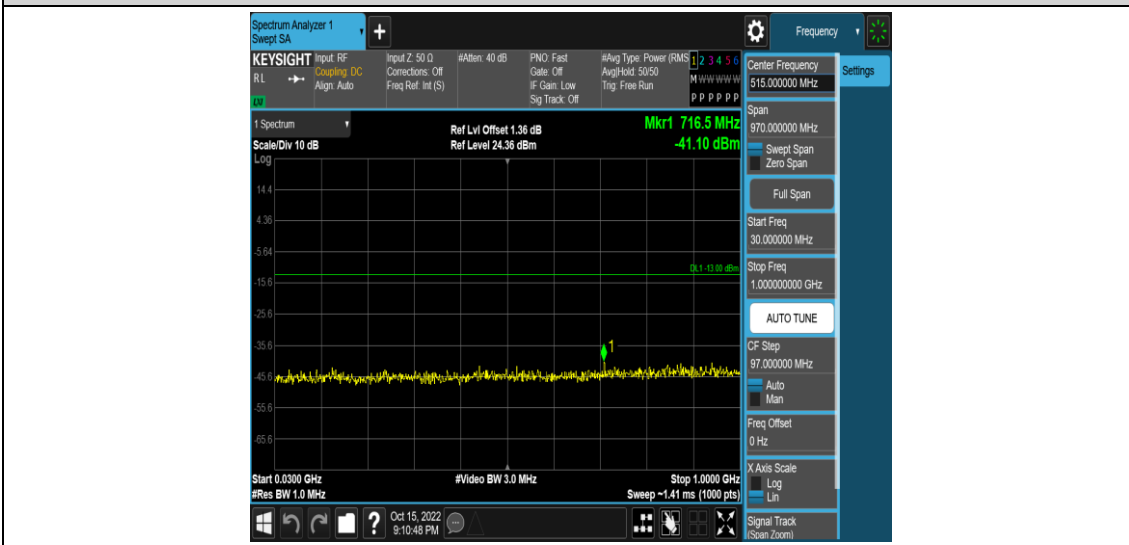 Spectrum Analyzer 1
Swept SA
+
Frequency
KEYSIGHT
RL
LVI
Input: RF
Coupling: DC
Align: Auto
Input Z: 50 Ω
Corrections: Off
Freq Ref: Int (S)
#Atten: 40 dB
PNO: Fast
Gate: Off
IF Gain: Low
Sig Track: Off
#Avg Type: Power (RMS
Avg|Hold: 50/50
Trig: Free Run
1 2 3 4 5 6
M W W W W W
P P P P P P
1 Spectrum
Scale/Div 10 dB
Log
Ref Lvl Offset 1.36 dB
Ref Level 24.36 dBm
Mkr1 716.5 MHz
-41.10 dBm
14.4
4.36
-5.64
DL1 -13.00 dBm
-15.6
-25.6
-35.6
1
-45.6
-55.6
-65.6
Start 0.0300 GHz
#Res BW 1.0 MHz
#Video BW 3.0 MHz
Stop 1.0000 GHz
Sweep ~1.41 ms (1000 pts)
?
Oct 15, 2022
9:10:48 PM
Center Frequency
515.000000 MHz
Settings
Span
970.000000 MHz
Swept Span
Zero Span
Full Span
Start Freq
30.000000 MHz
Stop Freq
1.000000000 GHz
AUTO TUNE
CF Step
97.000000 MHz
Auto
Man
Freq Offset
0 Hz
X Axis Scale
Log
Lin
Signal Track
(Span Zoom)